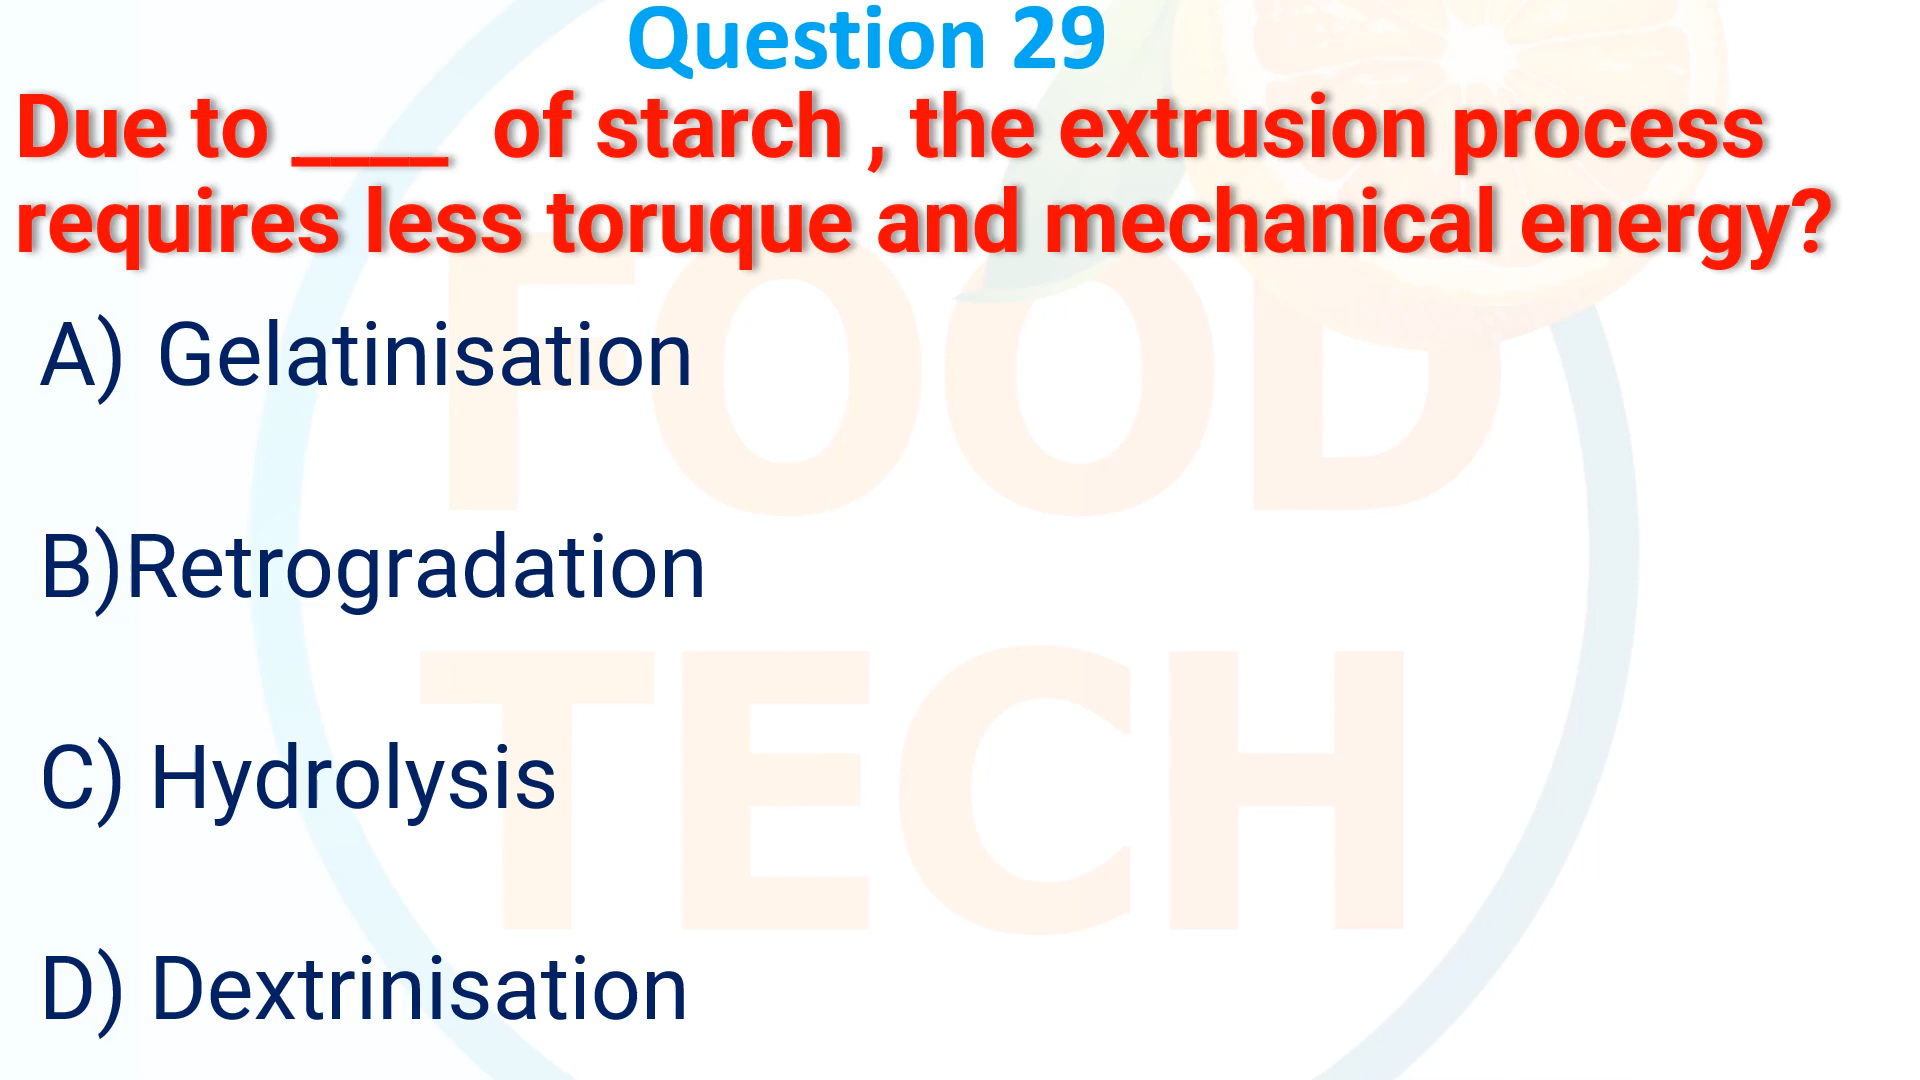 Question 29
Due to ____ of starch , the extrusion process
requires less toruque and mechanical energy?
A) Gelatinisation
B)Retrogradation
C) Hydrolysis
D) Dextrinisation
FOOD
TECH